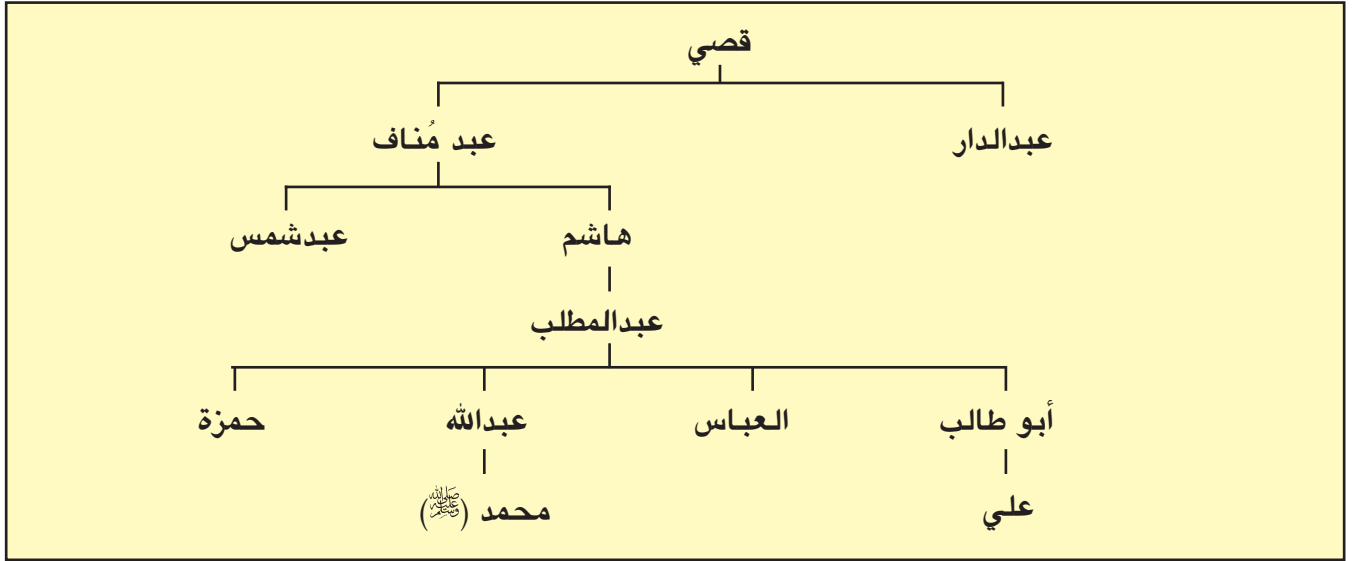 قصي
عبدالدار عبد مُناف
هاشم عبدشمس
عبدالمطلب
أبو طالب العباس عبدالله حمزة
علي محمد (ﷺ)